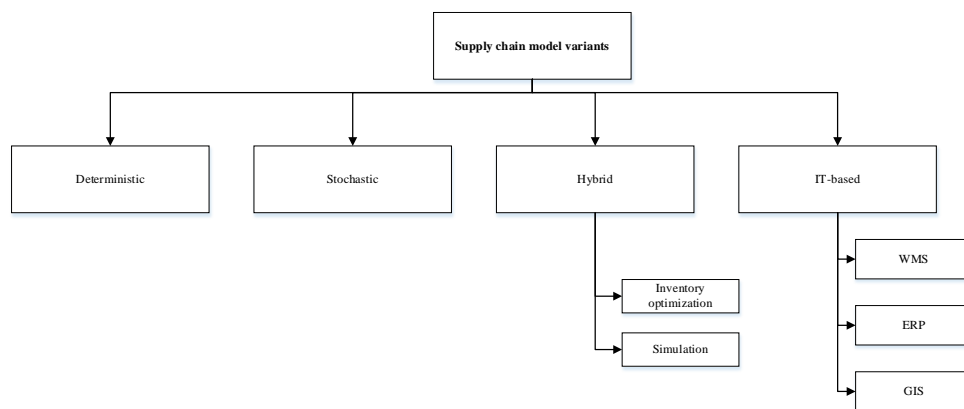 Supply chain model variants
Deterministic
Stochastic
Hybrid
IT-based
WMS
Inventory
optimization
ERP
Simulation
GIS